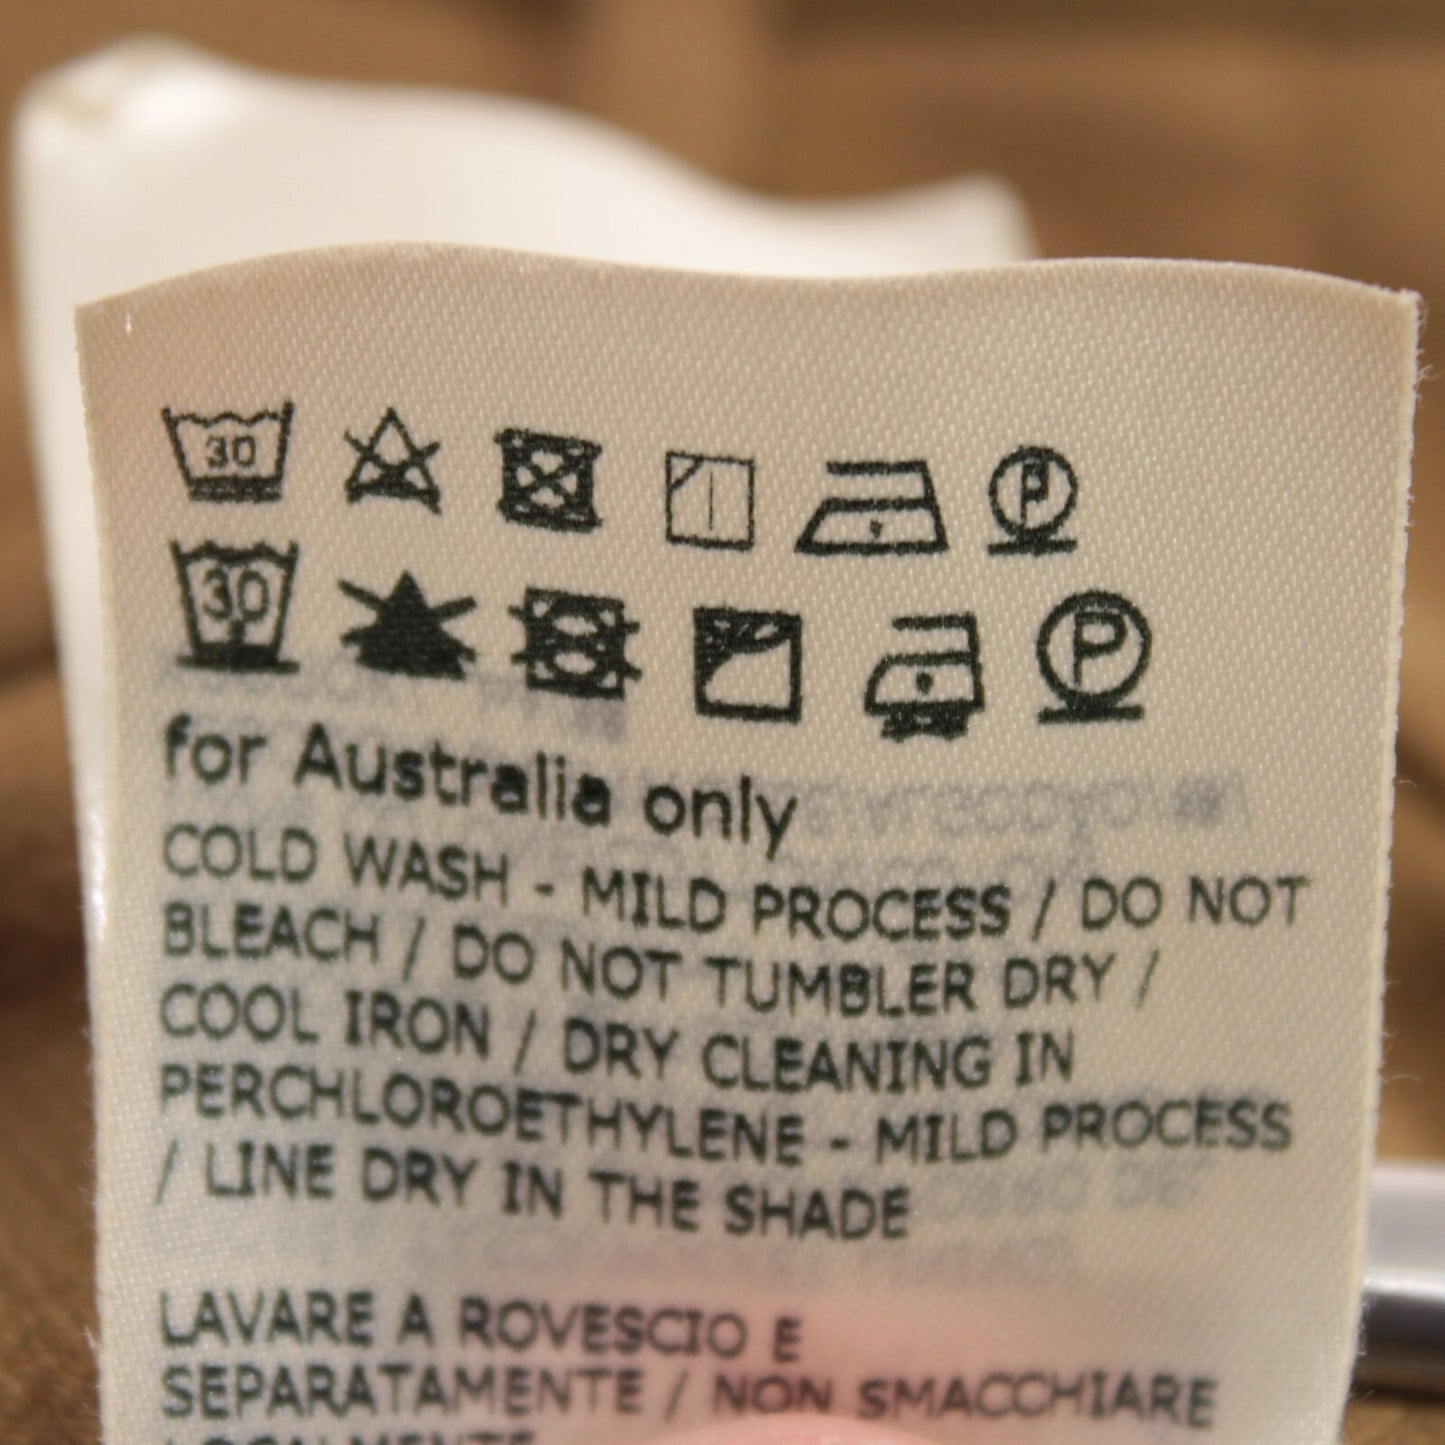 30 P
30 P
for Australia only
COLD WASH - MILD PROCESS / DO NOT
BLEACH / DO NOT TUMBLER DRY /
COOL IRON / DRY CLEANING IN
PERCHLOROETHYLENE - MILD PROCESS
/ LINE DRY IN THE SHADE
LAVARE A ROVESCIO E
SEPARATAMENTE / NON SMACCHIARE